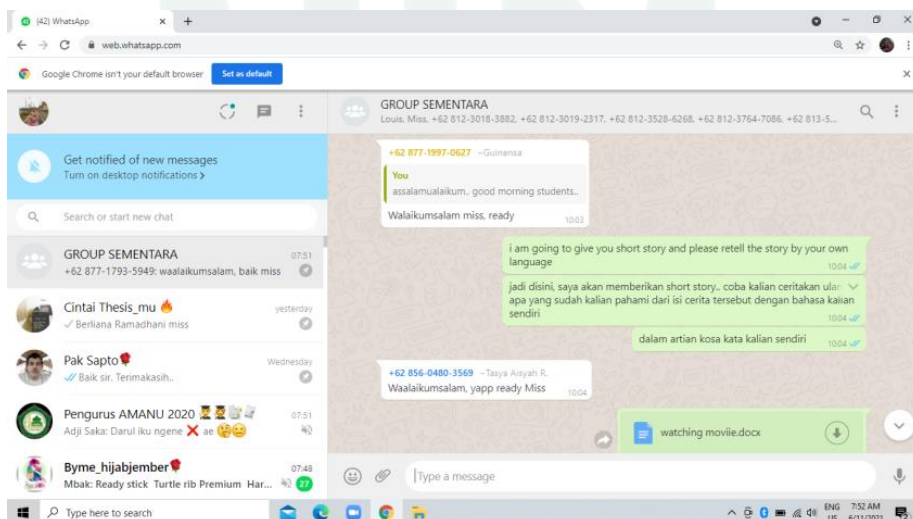 (42) WhatsApp
web.whatsapp.com
Google Chrome isn't your default browser Set as default
Get notified of new messages
Turn on desktop notifications >
Search or start new chat
GROUP SEMENTARA 07:51
+62 877-1793-5949: waalaikumsalam, baik miss
Cintai Thesis_mu 🔥 yesterday
Berliana Ramadhani miss
Pak Sapto🌹 Wednesday
Baik sir. Terimakasih..
Pengurus AMANU 2020 07:51
Adji Saka: Darul iku ngene ❌ ae
Byme_hijabjember🌹 07:48
Mbak: Ready stick Turtle rib Premium Har... 27
GROUP SEMENTARA
Louis, Miss, +62 812-3018-3882, +62 812-3019-2317, +62 812-3528-6268, +62 812-3764-7086, +62 813-5...
+62 877-1997-0627 ~Guinensa
You
assalamualaikum,. good morning students..
Walaikumsalam miss, ready 10:03
i am going to give you short story and please retell the story by your own
language 10:04
jadi disini, saya akan memberikan short story.. coba kalian ceritakan
apa yang sudah kalian pahami dari isi cerita tersebut dengan bahasa kalian
sendiri 10:04
dalam artian kosa kata kalian sendiri 10:04
+62 856-0480-3569 ~Tasya Aisyah R.
Waalaikumsalam, yapp ready Miss 10:04
watching moviie.docx
Type a message
Type here to search
ENG 7:52 AM
US 6/11/2021